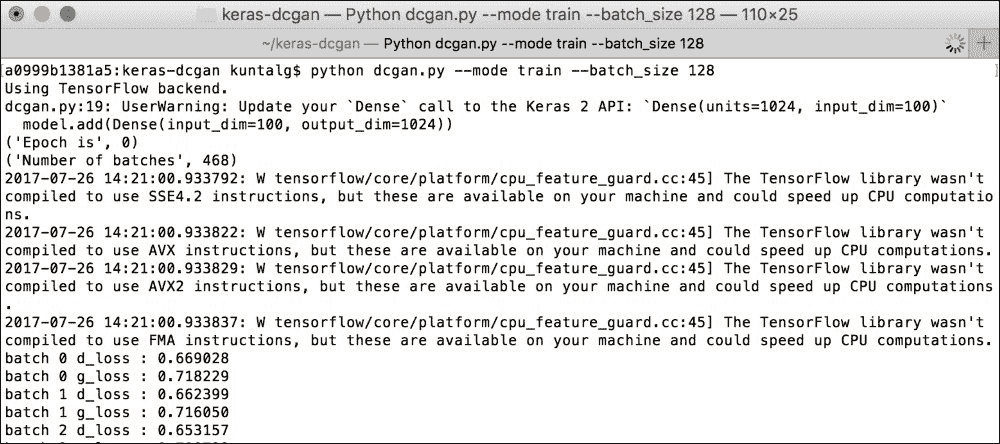 keras-dcgan — Python dcgan.py --mode train --batch_size 128 — 110×25
~/keras-dcgan — Python dcgan.py --mode train --batch_size 128
[a0999b1381a5:keras-dcgan kuntalg$ python dcgan.py --mode train --batch_size 128 ]
Using TensorFlow backend.
dcgan.py:19: UserWarning: Update your `Dense` call to the Keras 2 API: `Dense(units=1024, input_dim=100)`
  model.add(Dense(input_dim=100, output_dim=1024))
('Epoch is', 0)
('Number of batches', 468)
2017-07-26 14:21:00.933792: W tensorflow/core/platform/cpu_feature_guard.cc:45] The TensorFlow library wasn't
compiled to use SSE4.2 instructions, but these are available on your machine and could speed up CPU computatio
ns.
2017-07-26 14:21:00.933822: W tensorflow/core/platform/cpu_feature_guard.cc:45] The TensorFlow library wasn't
compiled to use AVX instructions, but these are available on your machine and could speed up CPU computations.
2017-07-26 14:21:00.933829: W tensorflow/core/platform/cpu_feature_guard.cc:45] The TensorFlow library wasn't
compiled to use AVX2 instructions, but these are available on your machine and could speed up CPU computations
.
2017-07-26 14:21:00.933837: W tensorflow/core/platform/cpu_feature_guard.cc:45] The TensorFlow library wasn't
compiled to use FMA instructions, but these are available on your machine and could speed up CPU computations.
batch 0 d_loss : 0.669028
batch 0 g_loss : 0.718229
batch 1 d_loss : 0.662399
batch 1 g_loss : 0.716050
batch 2 d_loss : 0.653157